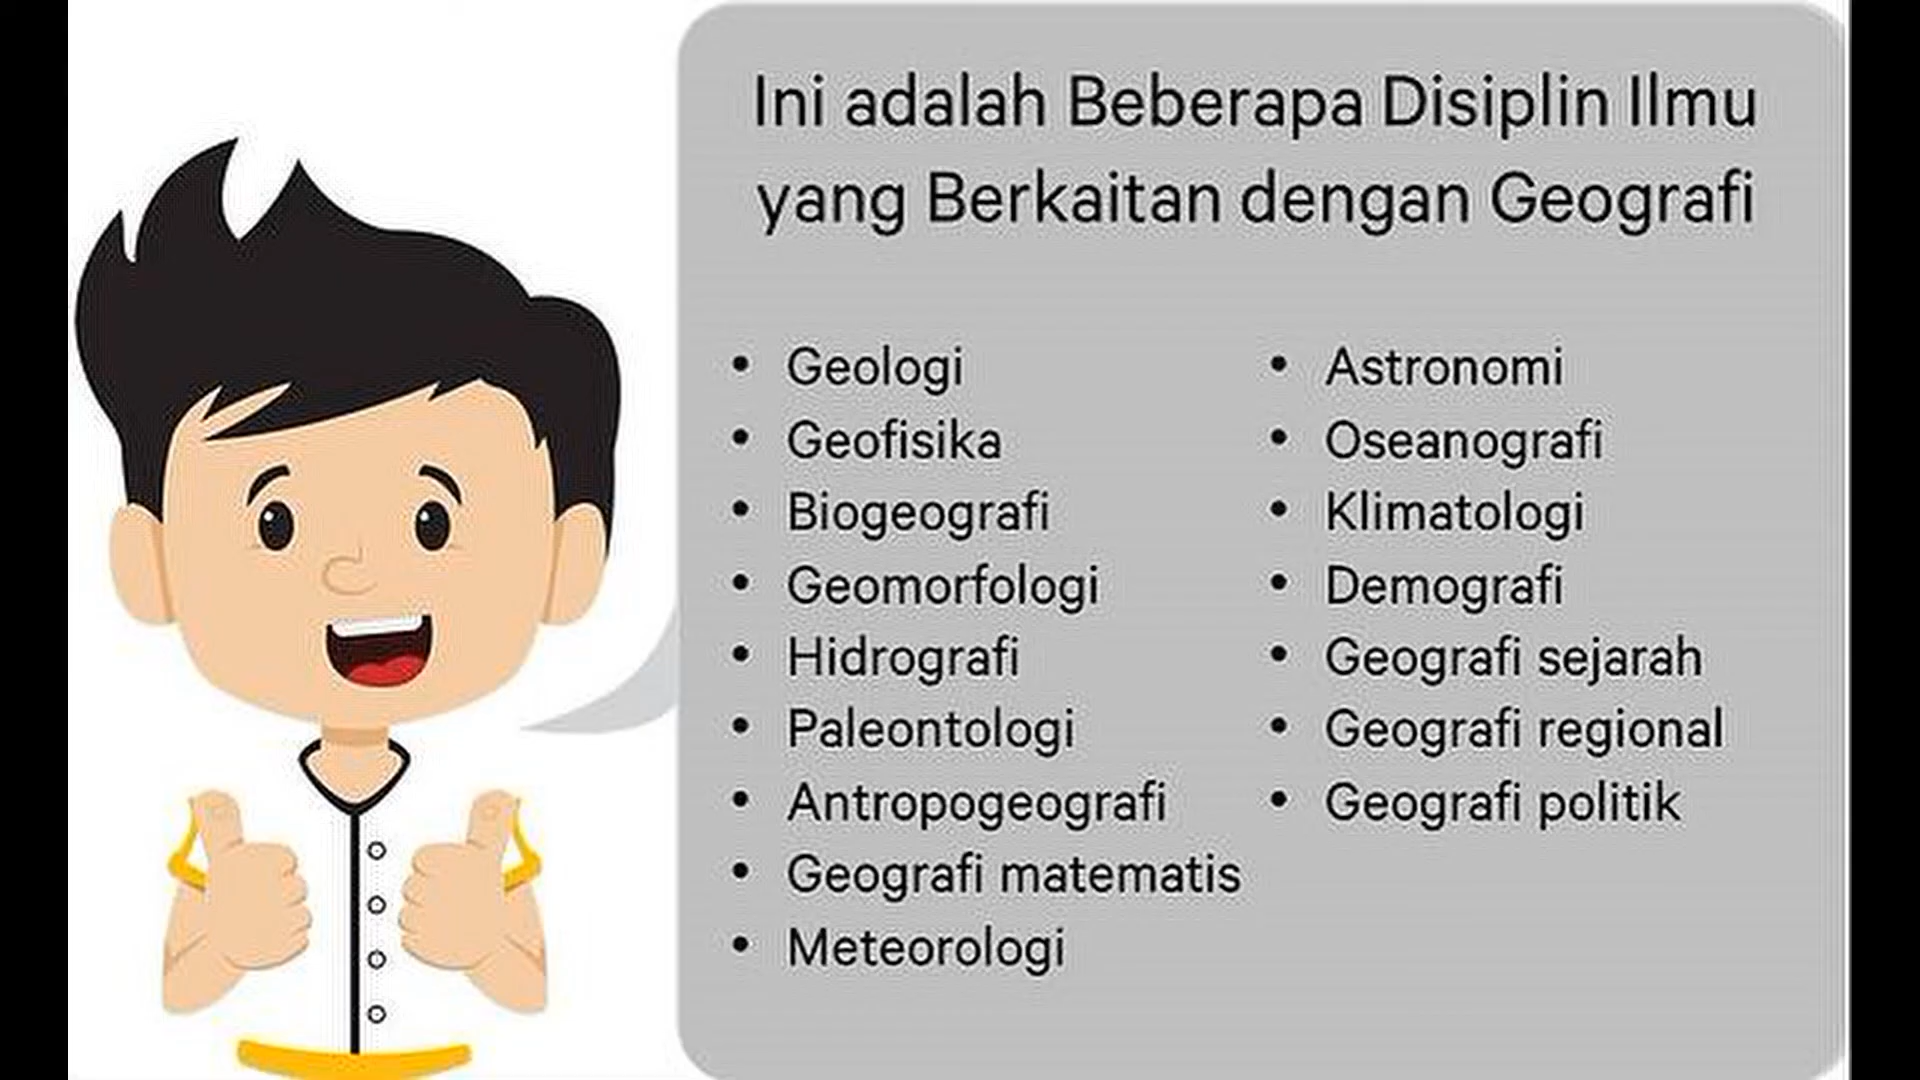 Ini adalah Beberapa Disiplin Ilmu
yang Berkaitan dengan Geografi
• Geologi
• Geofisika
• Biogeografi
• Geomorfologi
• Hidrografi
• Paleontologi
• Antropogeografi
• Geografi matematis
• Meteorologi
• Astronomi
• Oseanografi
• Klimatologi
• Demografi
• Geografi sejarah
• Geografi regional
• Geografi politik